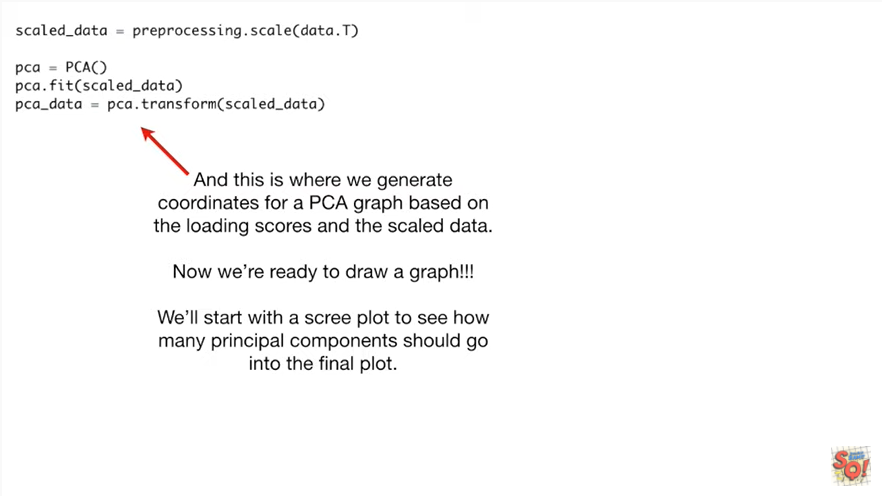 scaled_data = preprocessing.scale(data.T)
pca = PCA()
pca.fit(scaled_data)
pca_data = pca.transform(scaled_data)
And this is where we generate
coordinates for a PCA graph based on
the loading scores and the scaled data.
Now we’re ready to draw a graph!!!
We’ll start with a scree plot to see how
many principal components should go
into the final plot.
SQ!